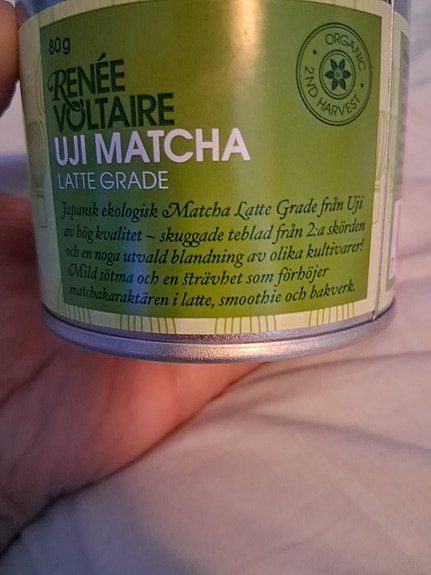 80g
RENÉE
VOLTAIRE
UJI MATCHA
LATTE GRADE
ORGANIC
2ND HARVEST
Japansk ekologisk Matcha Latte Grade från Uji
av hög kvalitet – skuggade teblad från 2:a skörden
och en noga utvald blandning av olika kultivarer!
Mild sötma och en strävhet som förhöjer
matchakaraktären i latte, smoothie och bakverk.